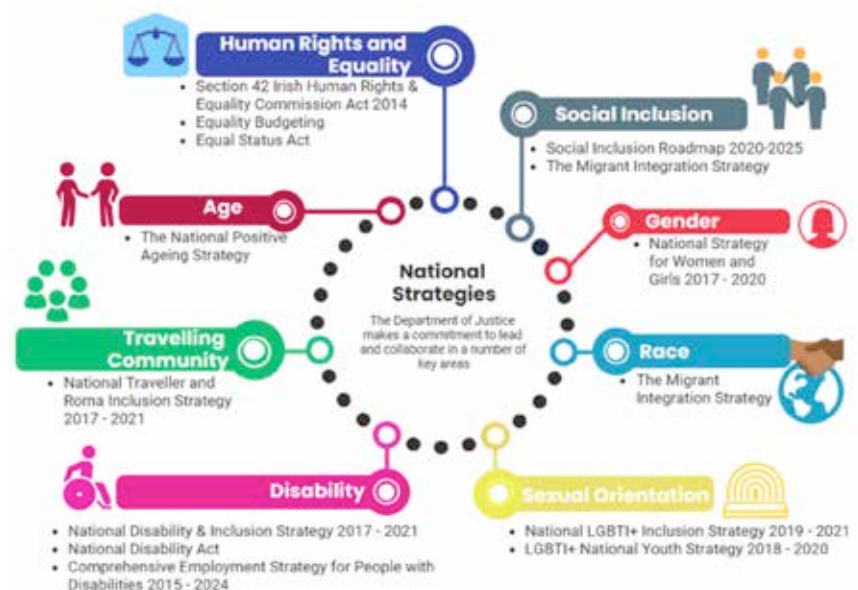 Human Rights and
Equality
• Section 42 Irish Human Rights &
Equality Commission Act 2014
• Equality Budgeting
• Equal Status Act
Social Inclusion
• Social Inclusion Roadmap 2020-2025
• The Migrant Integration Strategy
Age
• The National Positive
Ageing Strategy
Gender
• National Strategy
for Women and
Girls 2017 - 2020
National
Strategies
The Department of Justice
makes a commitment to lead
and collaborate in a number of
key areas
Travelling
Community
• National Traveller and
Roma Inclusion Strategy
2017 - 2021
Race
• The Migrant
Integration Strategy
Disability
• National Disability & Inclusion Strategy 2017 - 2021
• National Disability Act
• Comprehensive Employment Strategy for People with
Disabilities 2015 - 2024
Sexual Orientation
• National LGBTI+ Inclusion Strategy 2019 - 2021
• LGBTI+ National Youth Strategy 2018 - 2020